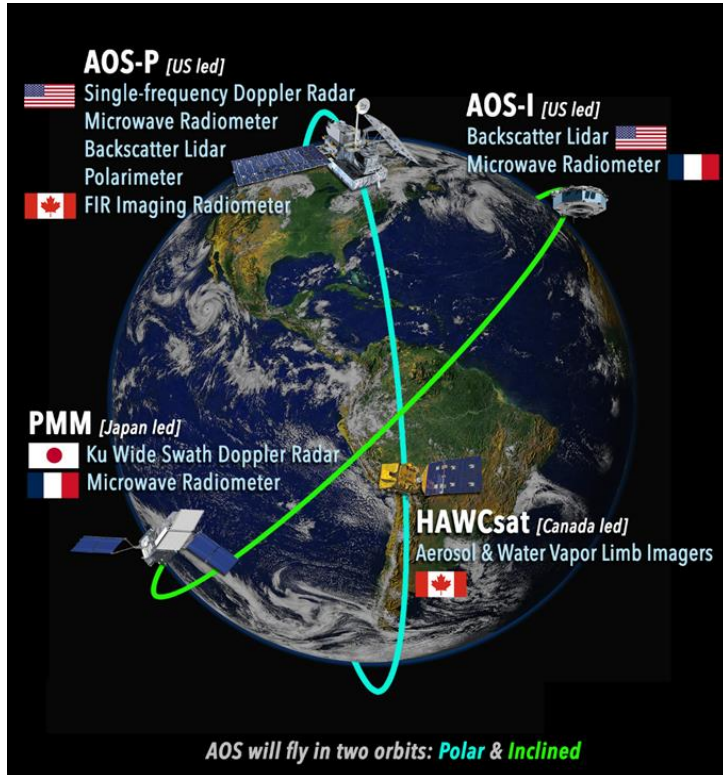 AOS-P [US led]
Single-frequency Doppler Radar
Microwave Radiometer
Backscatter Lidar
Polarimeter
FIR Imaging Radiometer
AOS-I [US led]
Backscatter Lidar
Microwave Radiometer
PMM [Japan led]
Ku Wide Swath Doppler Radar
Microwave Radiometer
HAWCsat [Canada led]
Aerosol & Water Vapor Limb Imagers
AOS will fly in two orbits: Polar & Inclined